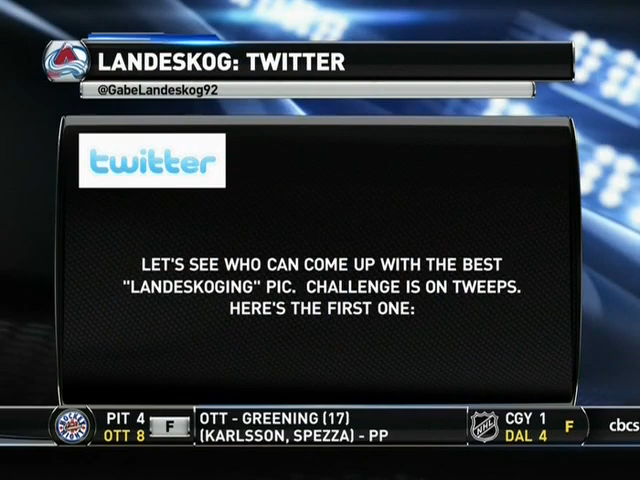 LANDESKOG: TWITTER
@GabeLandeskog92
twitter
LET'S SEE WHO CAN COME UP WITH THE BEST
"LANDESKOGING" PIC. CHALLENGE IS ON TWEEPS.
HERE'S THE FIRST ONE:
PIT 4
OTT 8
F
OTT - GREENING (17)
(KARLSSON, SPEZZA) - PP
NHL
CGY 1
DAL 4
F
cbcs